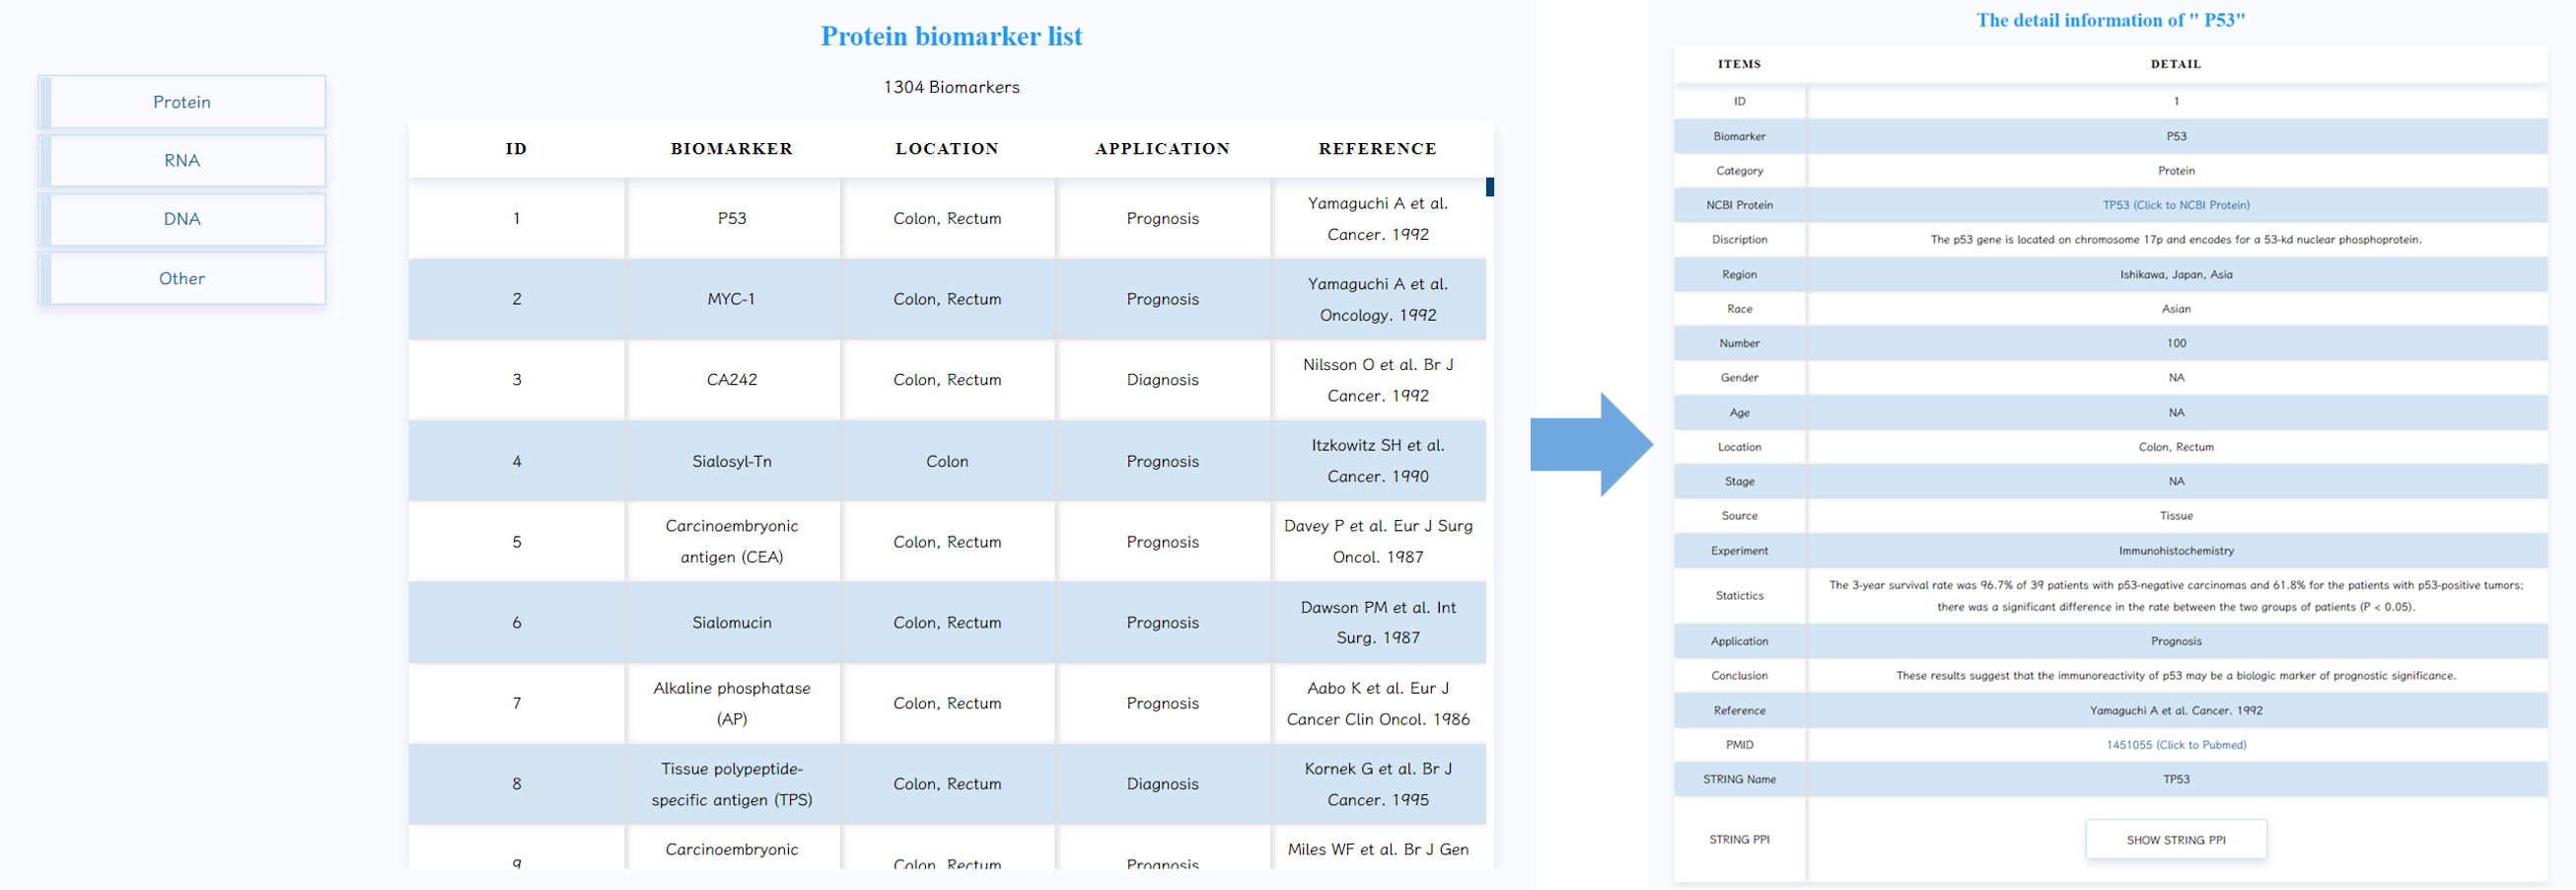 Protein
RNA
DNA
Other
Protein biomarker list
1304 Biomarkers
ID BIOMARKER LOCATION APPLICATION REFERENCE
1 P53 Colon, Rectum Prognosis Yamaguchi A et al.
Cancer. 1992
2 MYC-1 Colon, Rectum Prognosis Yamaguchi A et al.
Oncology. 1992
3 CA242 Colon, Rectum Diagnosis Nilsson O et al. Br J
Cancer. 1992
4 Sialosyl-Tn Colon Prognosis Itzkowitz SH et al.
Cancer. 1990
5 Carcinoembryonic
antigen (CEA) Colon, Rectum Prognosis Davey P et al. Eur J Surg
Oncol. 1987
6 Sialomucin Colon, Rectum Prognosis Dawson PM et al. Int
Surg. 1987
7 Alkaline phosphatase
(AP) Colon, Rectum Prognosis Aabo K et al. Eur J
Cancer Clin Oncol. 1986
8 Tissue polypeptide-
specific antigen (TPS) Colon, Rectum Diagnosis Kornek G et al. Br J
Cancer. 1995
9 Carcinoembryonic Colon, Rectum Prognosis Miles WF et al. Br J Gen
The detail information of " P53"
ITEMS DETAIL
ID 1
Biomarker P53
Category Protein
NCBI Protein TP53 (Click to NCBI Protein)
Discription The p53 gene is located on chromosome 17p and encodes for a 53-kd nuclear phosphoprotein.
Region Ishikawa, Japan, Asia
Race Asian
Number 100
Gender NA
Age NA
Location Colon, Rectum
Stage NA
Source Tissue
Experiment Immunohistochemistry
Statictics The 3-year survival rate was 96.7% of 39 patients with p53-negative carcinomas and 61.8% for the patients with p53-positive tumors;
there was a significant difference in the rate between the two groups of patients (P < 0.05).
Application Prognosis
Conclusion These results suggest that the immunoreactivity of p53 may be a biologic marker of prognostic significance.
Reference Yamaguchi A et al. Cancer. 1992
PMID 1451055 (Click to Pubmed)
STRING Name TP53
STRING PPI SHOW STRING PPI